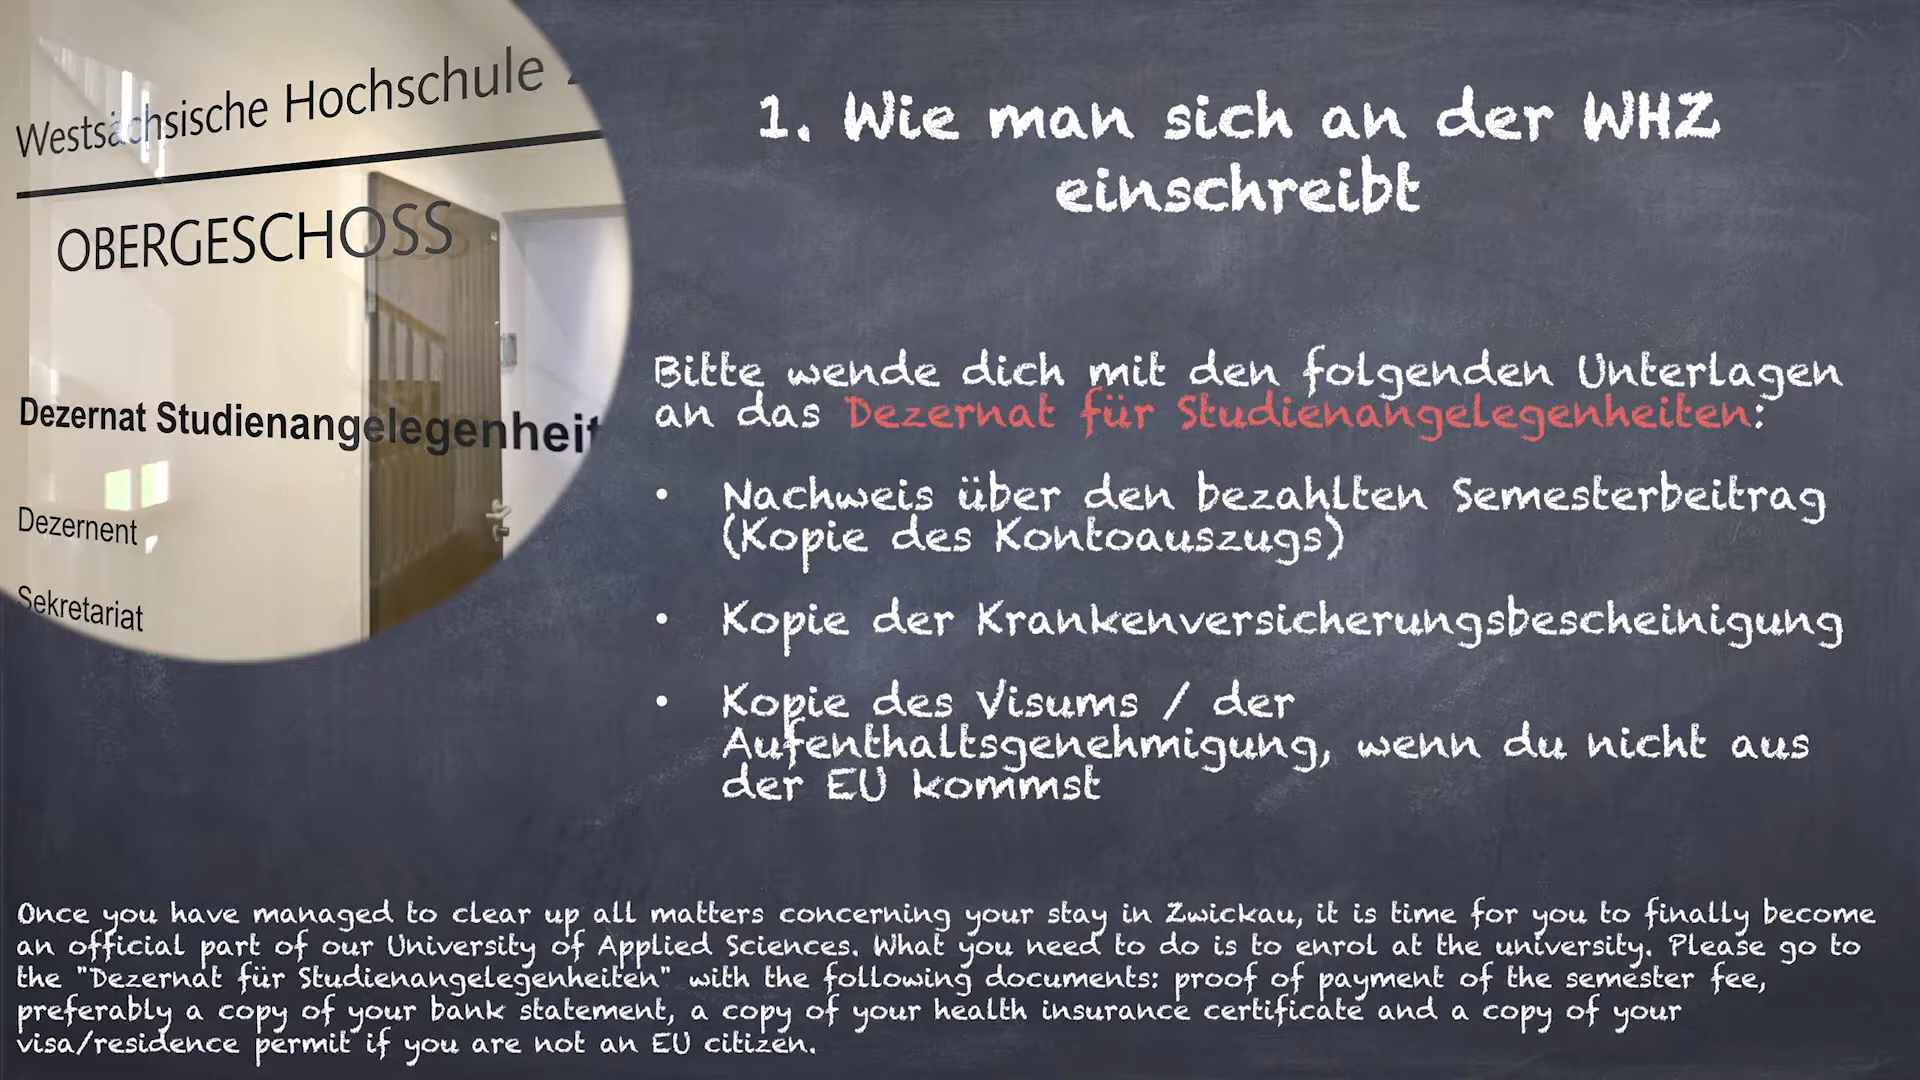 Westsächsische Hochschule
OBERGESCHOSS
Dezernat Studienangelegenheit
Dezernent
Sekretariat
1. Wie man sich an der WHZ
einschreibt
Bitte wende dich mit den folgenden Unterlagen
an das Dezernat für Studienangelegenheiten:
• Nachweis über den bezahlten Semesterbeitrag
(Kopie des Kontoauszugs)
• Kopie der Krankenversicherungsbescheinigung
• Kopie des Visums / der
Aufenthaltsgenehmigung, wenn du nicht aus
der EU kommst
Once you have managed to clear up all matters concerning your stay in Zwickau, it is time for you to finally become
an official part of our University of Applied Sciences. What you need to do is to enrol at the university. Please go to
the "Dezernat für Studienangelegenheiten" with the following documents: proof of payment of the semester fee,
preferably a copy of your bank statement, a copy of your health insurance certificate and a copy of your
visa/residence permit if you are not an EU citizen.